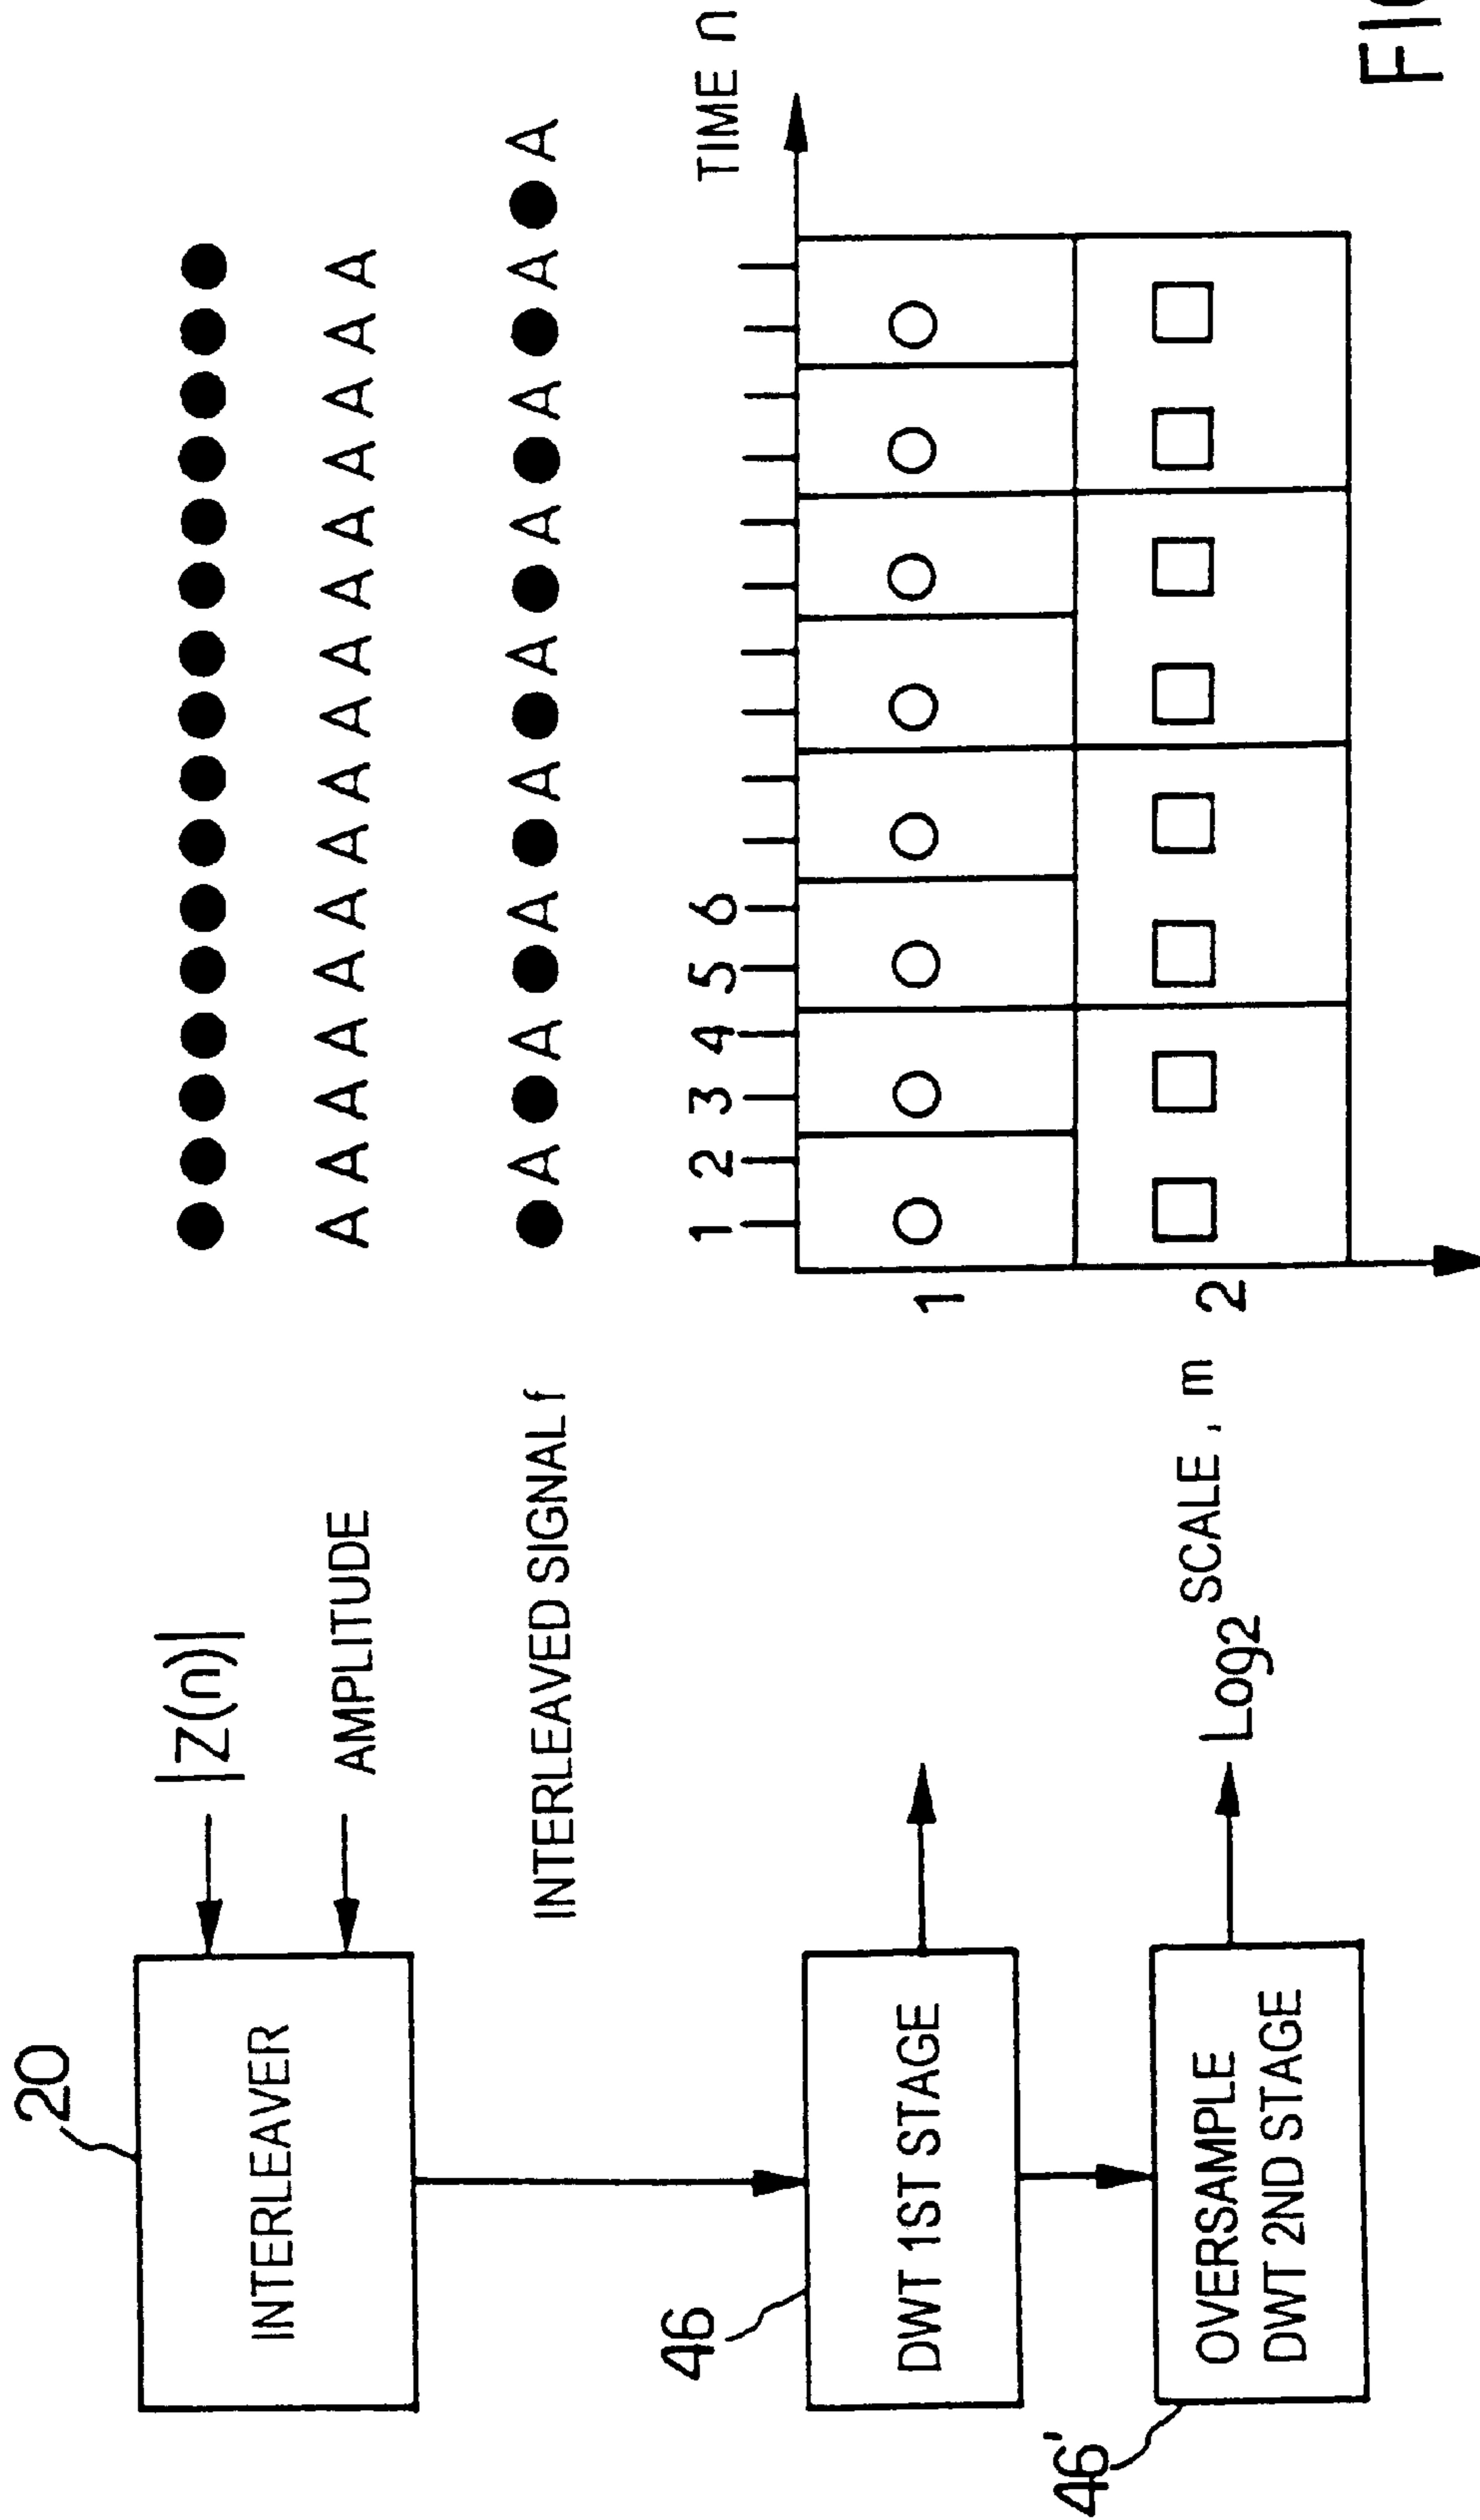 20
INTERLEAVER
|Z(n)|
AMPLITUDE
A A A A A A A A A A A A A A A A
INTERLEAVED SIGNAL f
A A A A A A A A A
TIME n
1 2 3 4 5 6
46
DWT 1ST STAGE
1
46'
OVERSAMPLE
DWT 2ND STAGE
Log2 SCALE, m
2